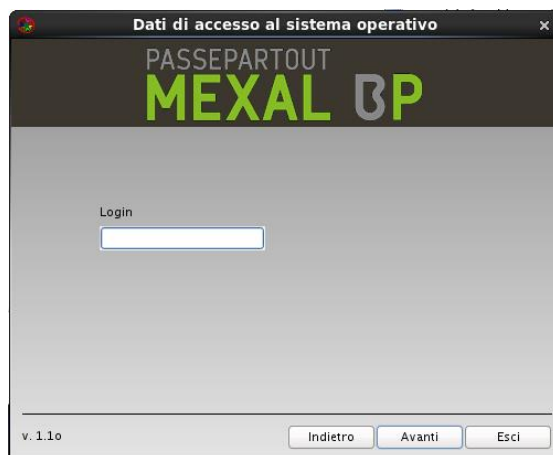 Dati di accesso al sistema operativo
PASSEPARTOUT
MEXAL BP
Login
v. 1.1o
Indietro
Avanti
Esci